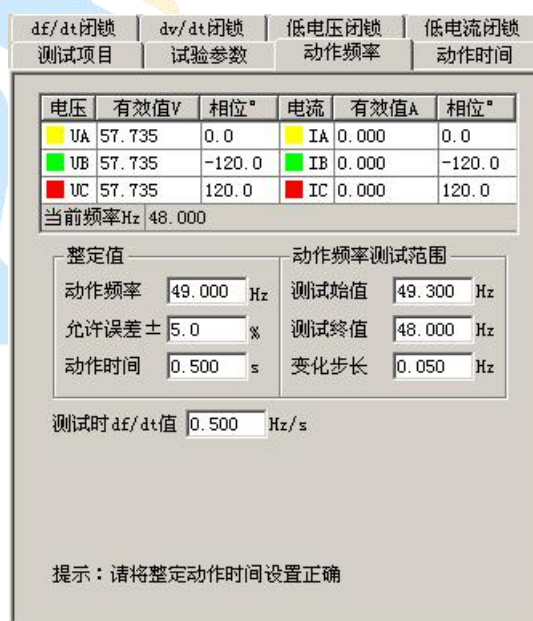 df/dt闭锁 dv/dt闭锁 低电压闭锁 低电流闭锁
测试项目 试验参数 动作频率 动作时间
电压 有效值V 相位° 电流 有效值A 相位°
UA 57.735 0.0 IA 0.000 0.0
UB 57.735 -120.0 IB 0.000 -120.0
UC 57.735 120.0 IC 0.000 120.0
当前频率Hz 48.000
整定值 动作频率测试范围
动作频率 49.000 Hz 测试始值 49.300 Hz
允许误差± 5.0 % 测试终值 48.000 Hz
动作时间 0.500 s 变化步长 0.050 Hz
测试时df/dt值 0.500 Hz/s
提示：请将整定动作时间设置正确